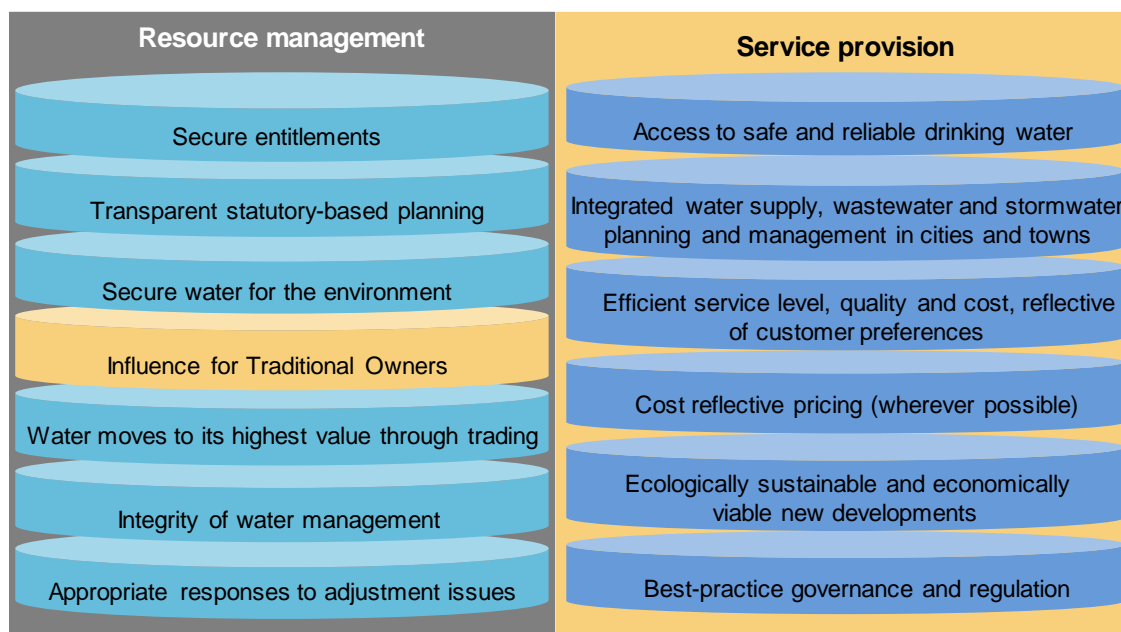 Resource management
Secure entitlements
Transparent statutory-based planning
Secure water for the environment
Influence for Traditional Owners
Water moves to its highest value through trading
Integrity of water management
Appropriate responses to adjustment issues
Service provision
Access to safe and reliable drinking water
Integrated water supply, wastewater and stormwater
planning and management in cities and towns
Efficient service level, quality and cost, reflective
of customer preferences
Cost reflective pricing (wherever possible)
Ecologically sustainable and economically
viable new developments
Best-practice governance and regulation